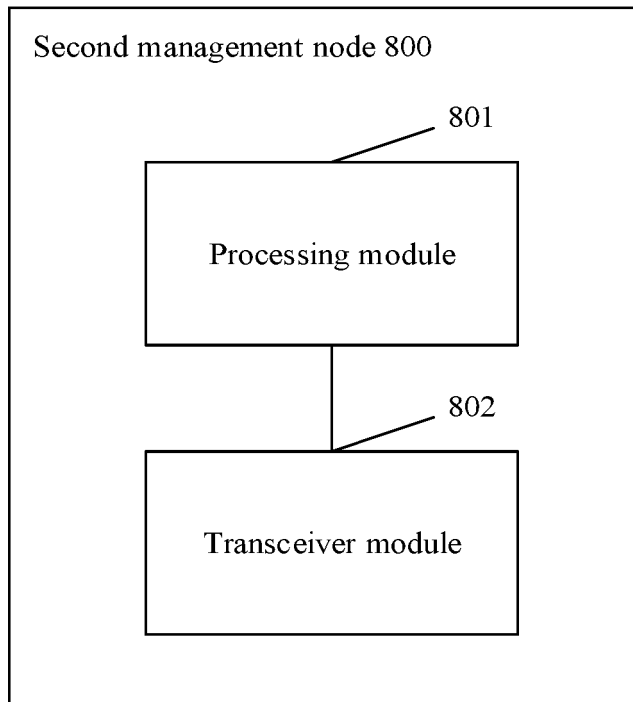 Second management node 800
801
Processing module
802
Transceiver module